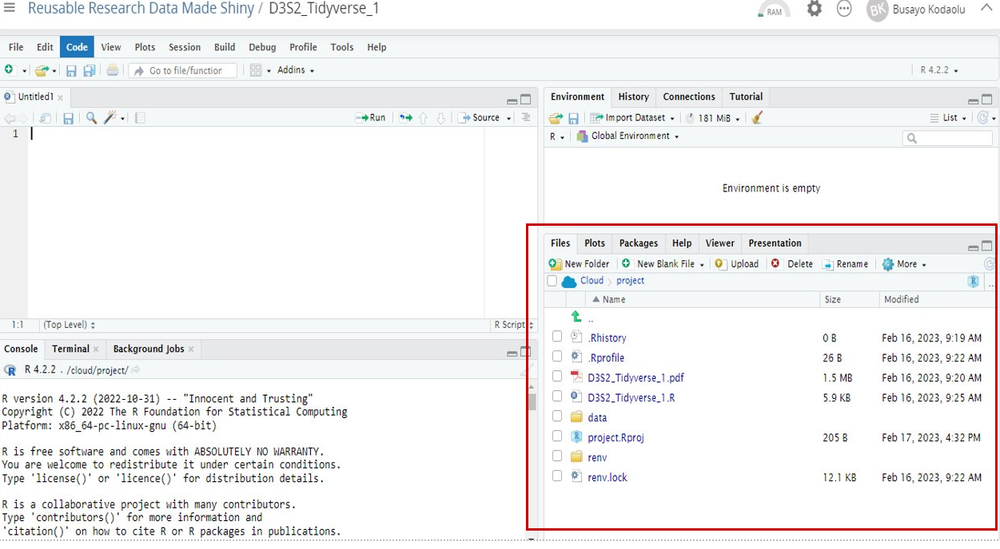 Reusable Research Data Made Shiny / D3S2_Tidyverse_1
RAM
BK Busayo Kodaolu
File Edit Code View Plots Session Build Debug Profile Tools Help
Go to file/function Addins R 4.2.2
Untitled1
Run Source
1
1:1 (Top Level) R Script
Console Terminal Background Jobs
R 4.2.2 . /cloud/project/
R version 4.2.2 (2022-10-31) -- "Innocent and Trusting"
Copyright (C) 2022 The R Foundation for Statistical Computing
Platform: x86_64-pc-linux-gnu (64-bit)
R is free software and comes with ABSOLUTELY NO WARRANTY.
You are welcome to redistribute it under certain conditions.
Type 'license()' or 'licence()' for distribution details.
R is a collaborative project with many contributors.
Type 'contributors()' for more information and
'citation()' on how to cite R or R packages in publications.
Environment History Connections Tutorial
Import Dataset 181 MiB List
R Global Environment
Environment is empty
Files Plots Packages Help Viewer Presentation
New Folder New Blank File Upload Delete Rename More
Cloud project R ...
Name Size Modified
..
.Rhistory 0 B Feb 16, 2023, 9:19 AM
.Rprofile 26 B Feb 16, 2023, 9:22 AM
D3S2_Tidyverse_1.pdf 1.5 MB Feb 16, 2023, 9:20 AM
D3S2_Tidyverse_1.R 5.9 KB Feb 16, 2023, 9:25 AM
data
project.Rproj 205 B Feb 17, 2023, 4:32 PM
renv
renv.lock 12.1 KB Feb 16, 2023, 9:22 AM